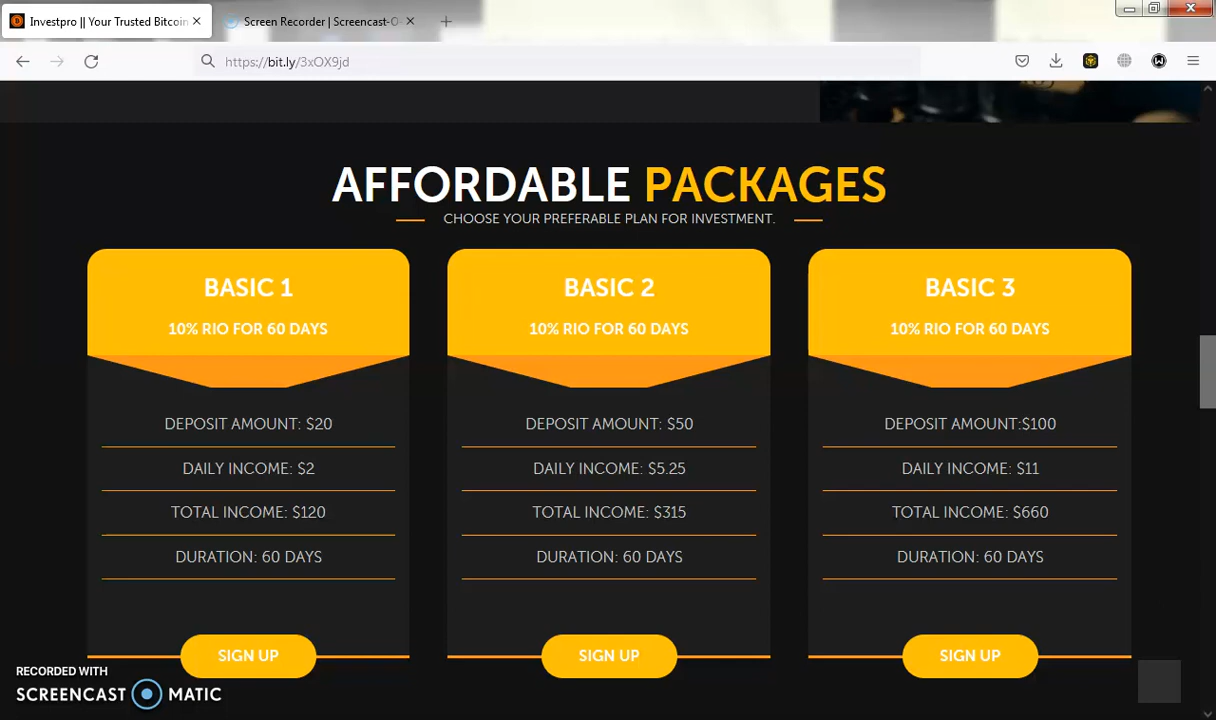 Investpro || Your Trusted Bitcoin
Screen Recorder | Screencast-O-
https://bit.ly/3xOX9jd
AFFORDABLE PACKAGES
CHOOSE YOUR PREFERABLE PLAN FOR INVESTMENT.
BASIC 1
10% RIO FOR 60 DAYS
DEPOSIT AMOUNT: $20
DAILY INCOME: $2
TOTAL INCOME: $120
DURATION: 60 DAYS
SIGN UP
BASIC 2
10% RIO FOR 60 DAYS
DEPOSIT AMOUNT: $50
DAILY INCOME: $5.25
TOTAL INCOME: $315
DURATION: 60 DAYS
SIGN UP
BASIC 3
10% RIO FOR 60 DAYS
DEPOSIT AMOUNT:$100
DAILY INCOME: $11
TOTAL INCOME: $660
DURATION: 60 DAYS
SIGN UP
RECORDED WITH
SCREENCAST MATIC